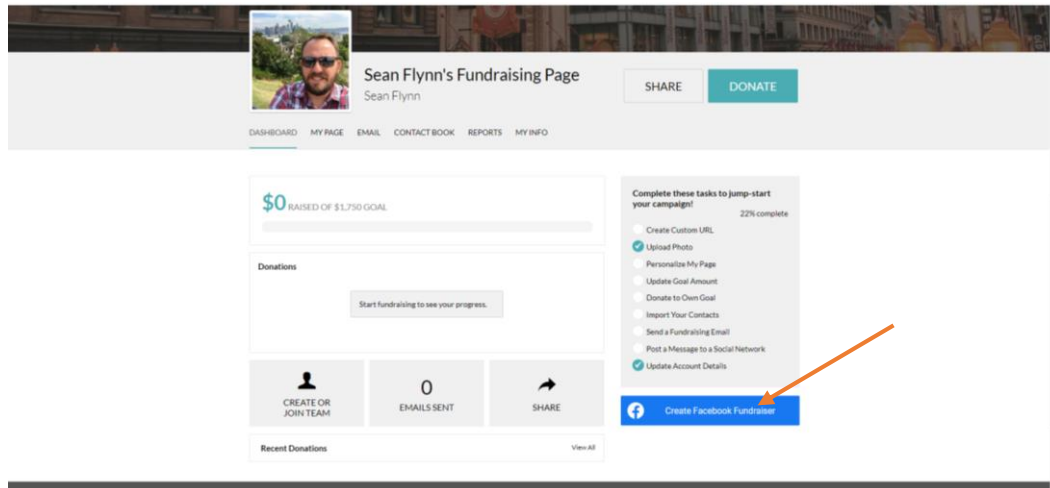 Sean Flynn's Fundraising Page
Sean Flynn
SHARE
DONATE
DASHBOARD MY PAGE EMAIL CONTACT BOOK REPORTS MY INFO
$0 RAISED OF $1,750 GOAL
Donations
Start fundraising to see your progress.
CREATE OR
JOIN TEAM
0
EMAILS SENT
SHARE
Recent Donations
View All
Complete these tasks to jump-start
your campaign!
22% complete
Create Custom URL
Upload Photo
Personalize My Page
Update Goal Amount
Donate to Own Goal
Import Your Contacts
Send a Fundraising Email
Post a Message to a Social Network
Update Account Details
Create Facebook Fundraiser